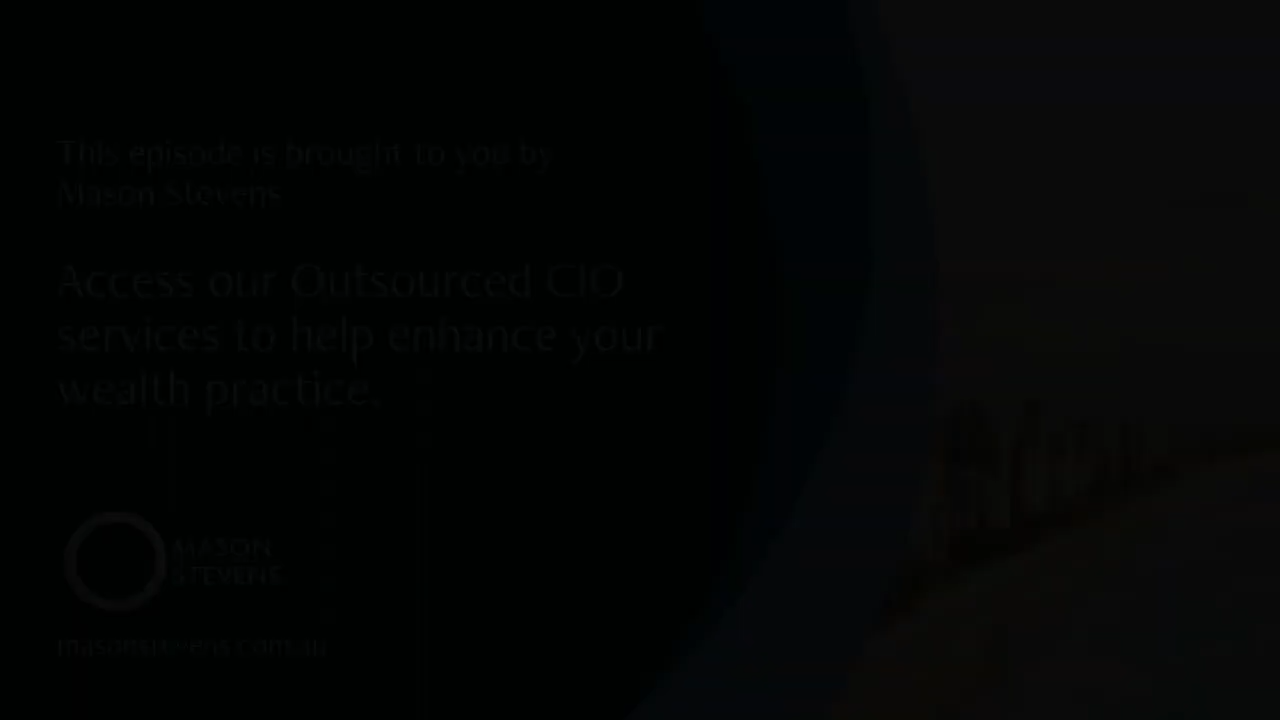 This episode is brought to you by
Mason Stevens
Access our Outsourced CIO
services to help enhance your
wealth practice.
MASON
STEVENS
masonstevens.com.au